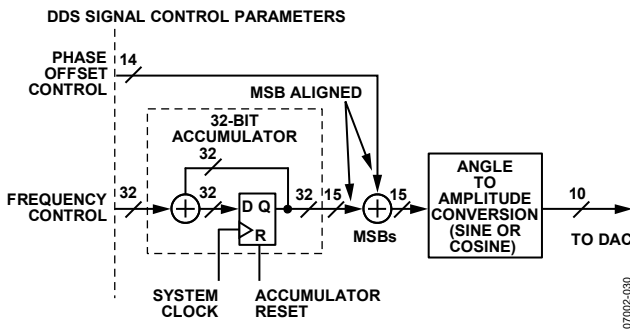 DDS SIGNAL CONTROL PARAMETERS
PHASE
OFFSET
CONTROL
14
MSB ALIGNED
32-BIT
ACCUMULATOR
32
FREQUENCY
CONTROL
32
32
D Q
R
32
15
MSBs
15
ANGLE
TO
AMPLITUDE
CONVERSION
(SINE OR
COSINE)
10
TO DAC
SYSTEM
CLOCK
ACCUMULATOR
RESET
07002-030